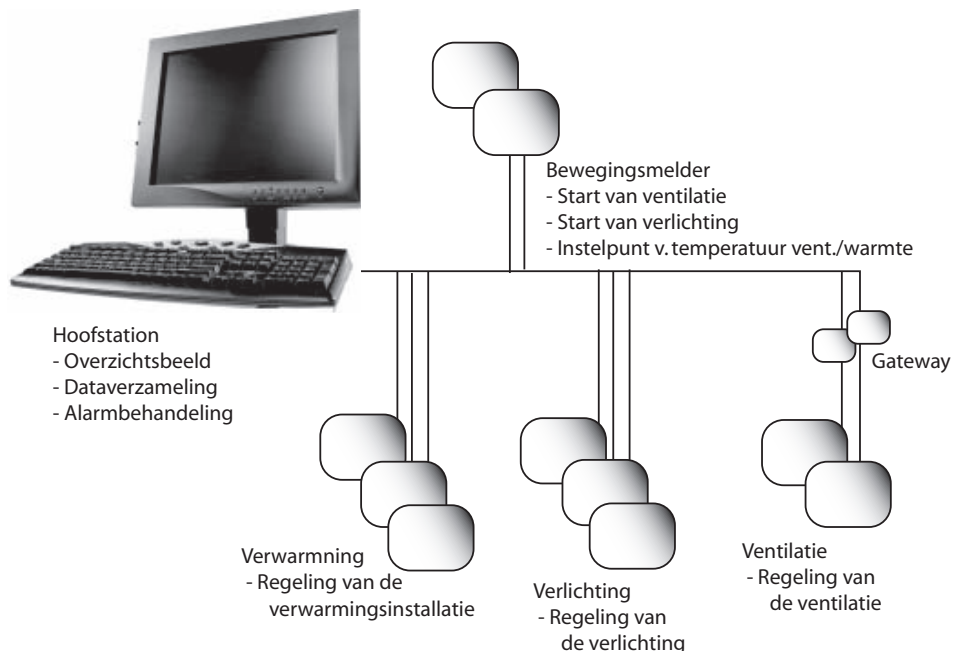 Bewegingsmelder
- Start van ventilatie
- Start van verlichting
- Instelpunt v. temperatuur vent./warmte
Hoofstation
- Overzichtsbeeld
- Dataverzameling
- Alarmbehandeling
Gateway
Verwarmning
- Regeling van de
verwarmingsinstallatie
Verlichting
- Regeling van
de verlichting
Ventilatie
- Regeling van
de ventilatie